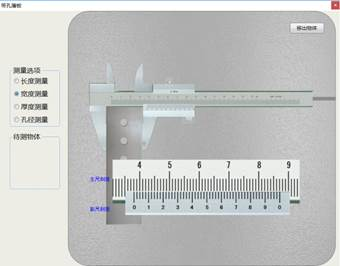 带孔薄板
移出物体
测量选项
长度测量
宽度测量
厚度测量
孔径测量
待测物体
主尺刻度
4 5 6 7 8 9
副尺刻度
0 1 2 3 4 5 6 7 8 9 0